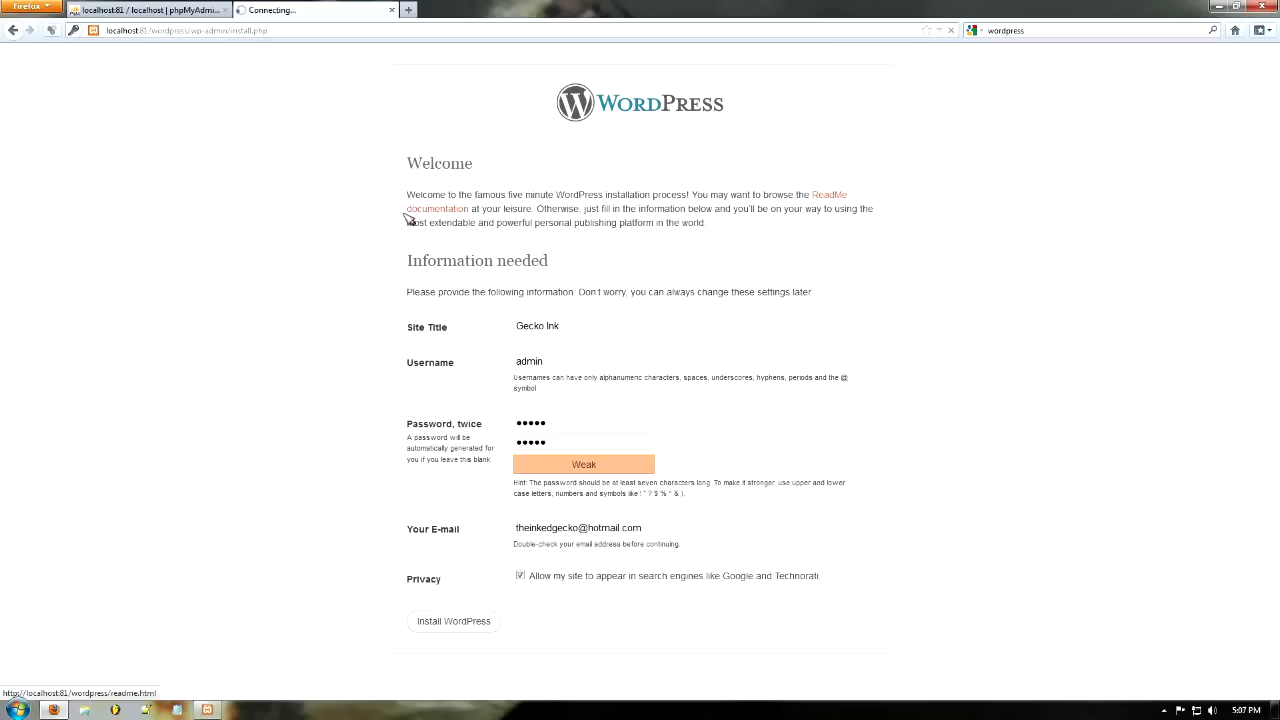 Firefox
localhost:81 / localhost | phpMyAdmi...
Connecting...
localhost:81/wordpress/wp-admin/install.php
wordpress
WORDPRESS
Welcome
Welcome to the famous five minute WordPress installation process! You may want to browse the ReadMe
documentation at your leisure. Otherwise, just fill in the information below and you'll be on your way to using the
most extendable and powerful personal publishing platform in the world.
Information needed
Please provide the following information. Don't worry, you can always change these settings later.
Site Title
Gecko Ink
Username
admin
Usernames can have only alphanumeric characters, spaces, underscores, hyphens, periods and the @
symbol
Password, twice
A password will be
automatically generated for
you if you leave this blank.
•••••
•••••
Weak
Hint: The password should be at least seven characters long. To make it stronger, use upper and lower
case letters, numbers and symbols like ! " ? $ % ^ & ).
Your E-mail
theinkedgecko@hotmail.com
Double-check your email address before continuing.
Privacy
Allow my site to appear in search engines like Google and Technorati.
Install WordPress
http://localhost:81/wordpress/readme.html
5:07 PM